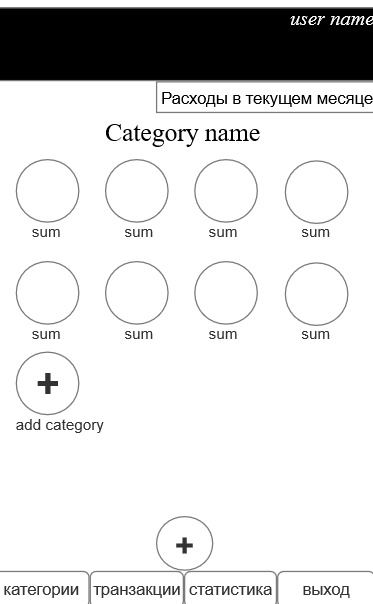 user name
Расходы в текущем месяце
Category name
sum sum sum sum
sum sum sum sum
+
add category
+
категории транзакции статистика выход